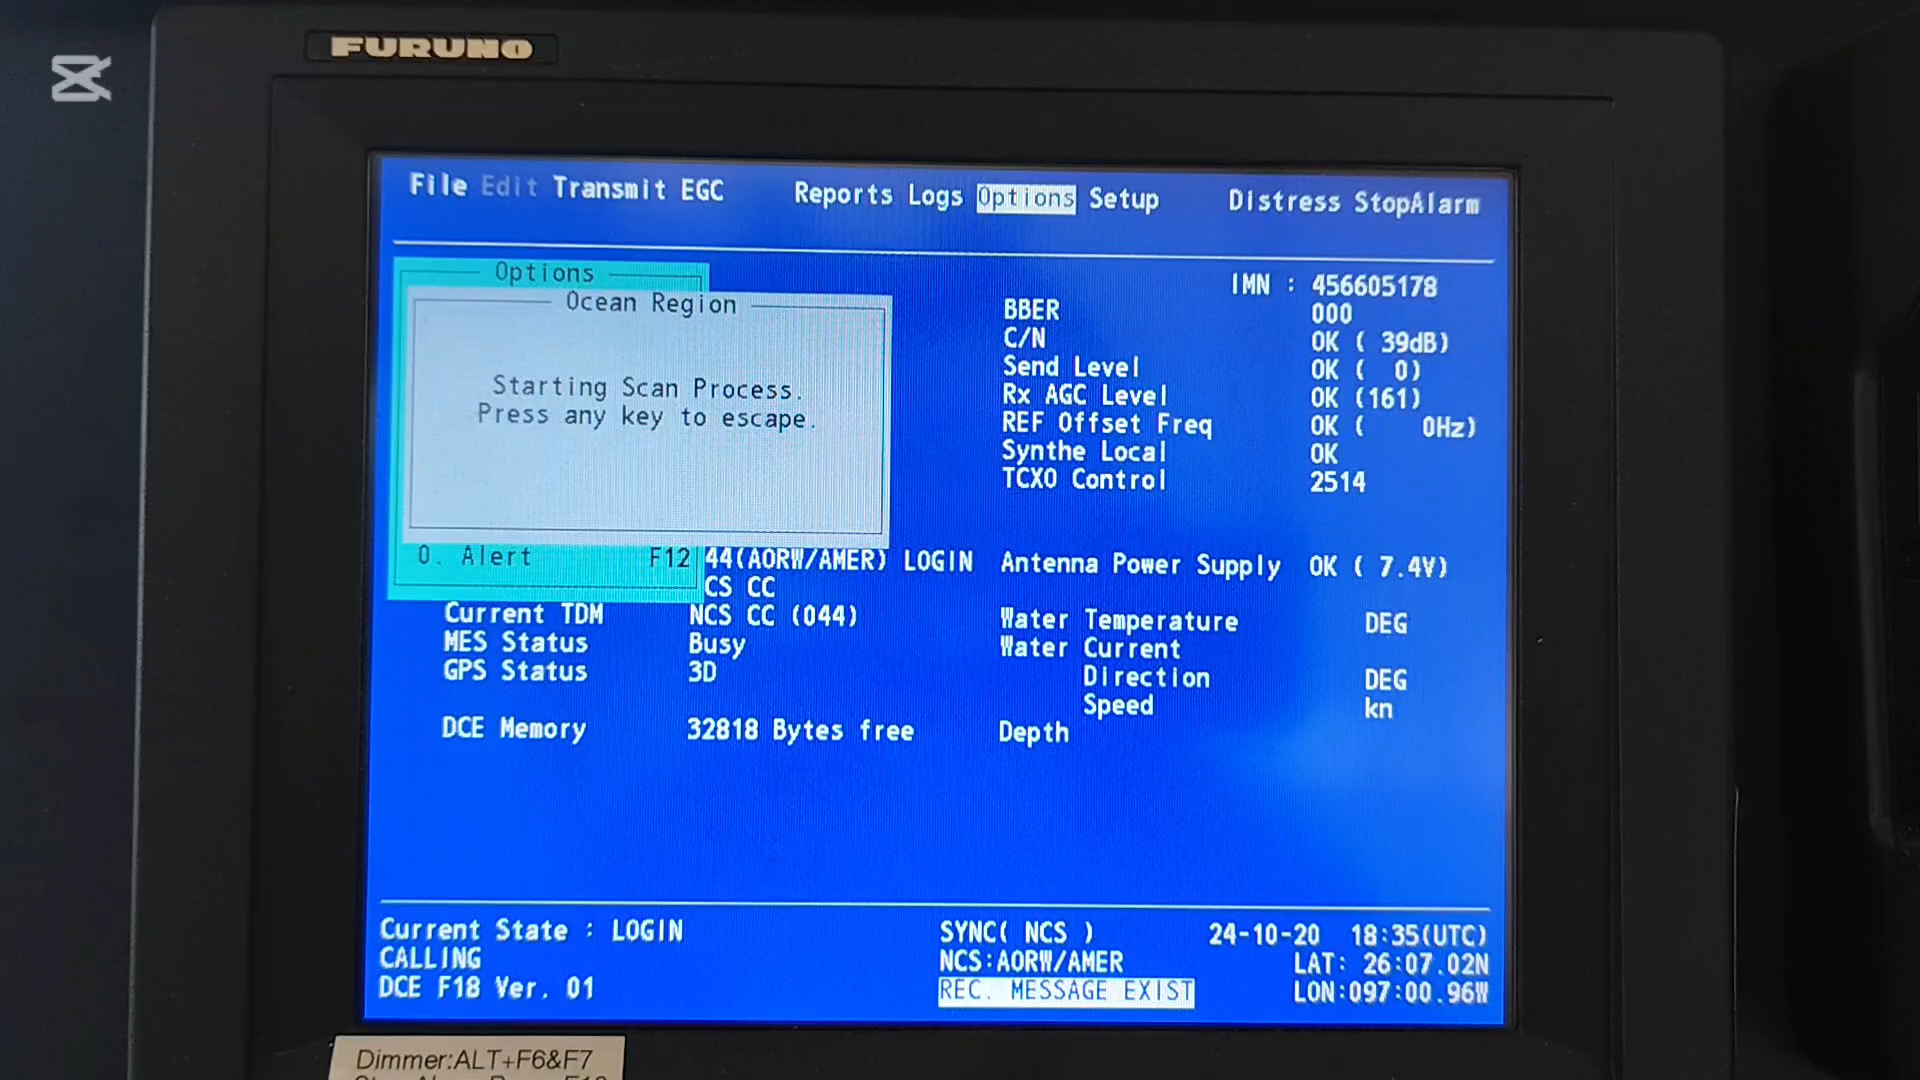 FURUNO
File Edit Transmit EGC Reports Logs Options Setup Distress StopAlarm
Options
Ocean Region
Starting Scan Process.
Press any key to escape.
0. Alert F12
IMN : 456605178
BBER 000
C/N OK ( 39dB)
Send Level OK ( 0)
Rx AGC Level OK (161)
REF Offset Freq OK ( 0Hz)
Synthe Local OK
TCXO Control 2514
44(AORW/AMER) LOGIN Antenna Power Supply OK ( 7.4V)
CS CC
Current TDM NCS CC (044) Water Temperature DEG
MES Status Busy Water Current
GPS Status 3D Direction DEG
Speed kn
DCE Memory 32818 Bytes free Depth
Current State : LOGIN SYNC( NCS ) 24-10-20 18:35(UTC)
CALLING NCS:AORW/AMER LAT: 26:07.02N
DCE F18 Ver. 01 REC. MESSAGE EXIST LON:097:00.96W
Dimmer:ALT+F6&F7